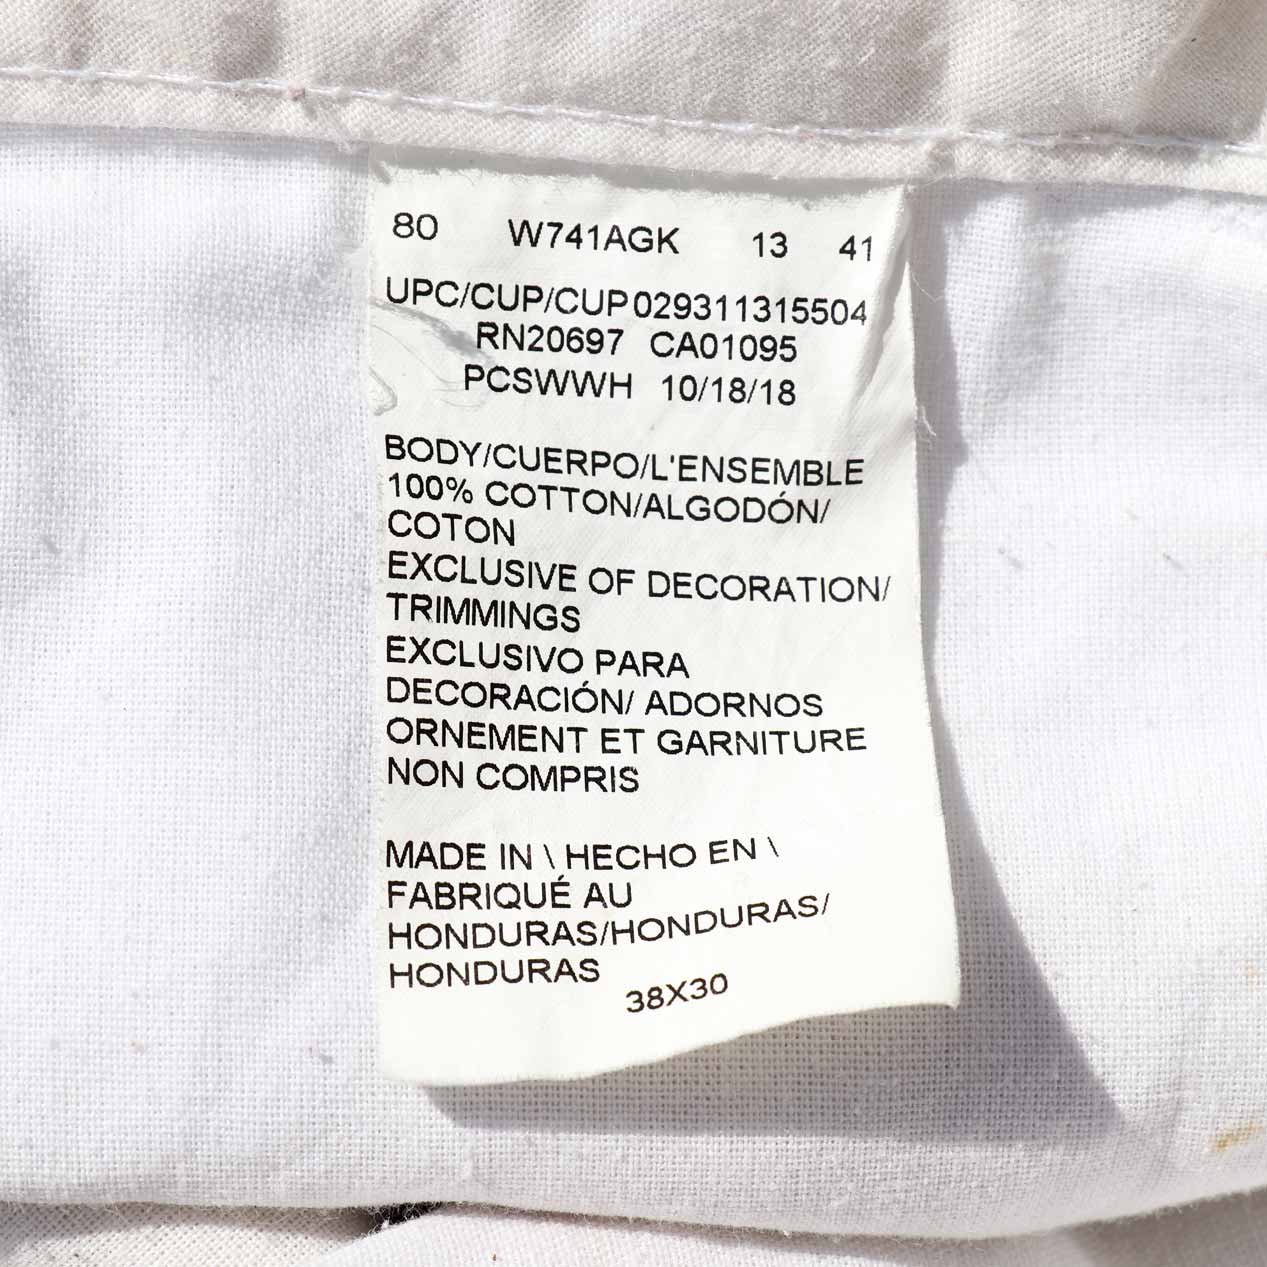 80 W741AGK 13 41
UPC/CUP/CUP029311315504
RN20697 CA01095
PCSWWH 10/18/18
BODY/CUERPO/L'ENSEMBLE
100% COTTON/ALGODÓN/
COTON
EXCLUSIVE OF DECORATION/
TRIMMINGS
EXCLUSIVO PARA
DECORACIÓN/ ADORNOS
ORNEMENT ET GARNITURE
NON COMPRIS
MADE IN \ HECHO EN \
FABRIQUÉ AU
HONDURAS/HONDURAS/
HONDURAS
38X30